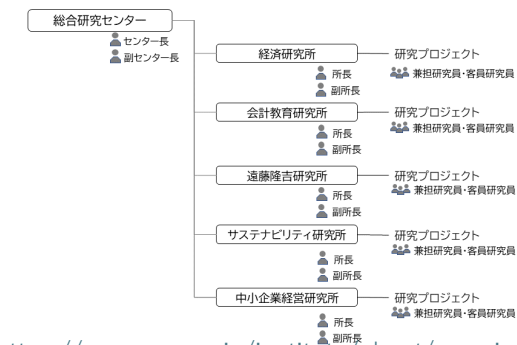 総合研究センター
センター長
副センター長
経済研究所
研究プロジェクト
所長
兼担研究員・客員研究員
副所長
会計教育研究所
研究プロジェクト
兼担研究員・客員研究員
所長
副所長
遠藤隆吉研究所
研究プロジェクト
兼担研究員・客員研究員
所長
副所長
サステナビリティ研究所
研究プロジェクト
兼担研究員・客員研究員
所長
副所長
中小企業経営研究所
研究プロジェクト
兼担研究員・客員研究員
所長
副所長